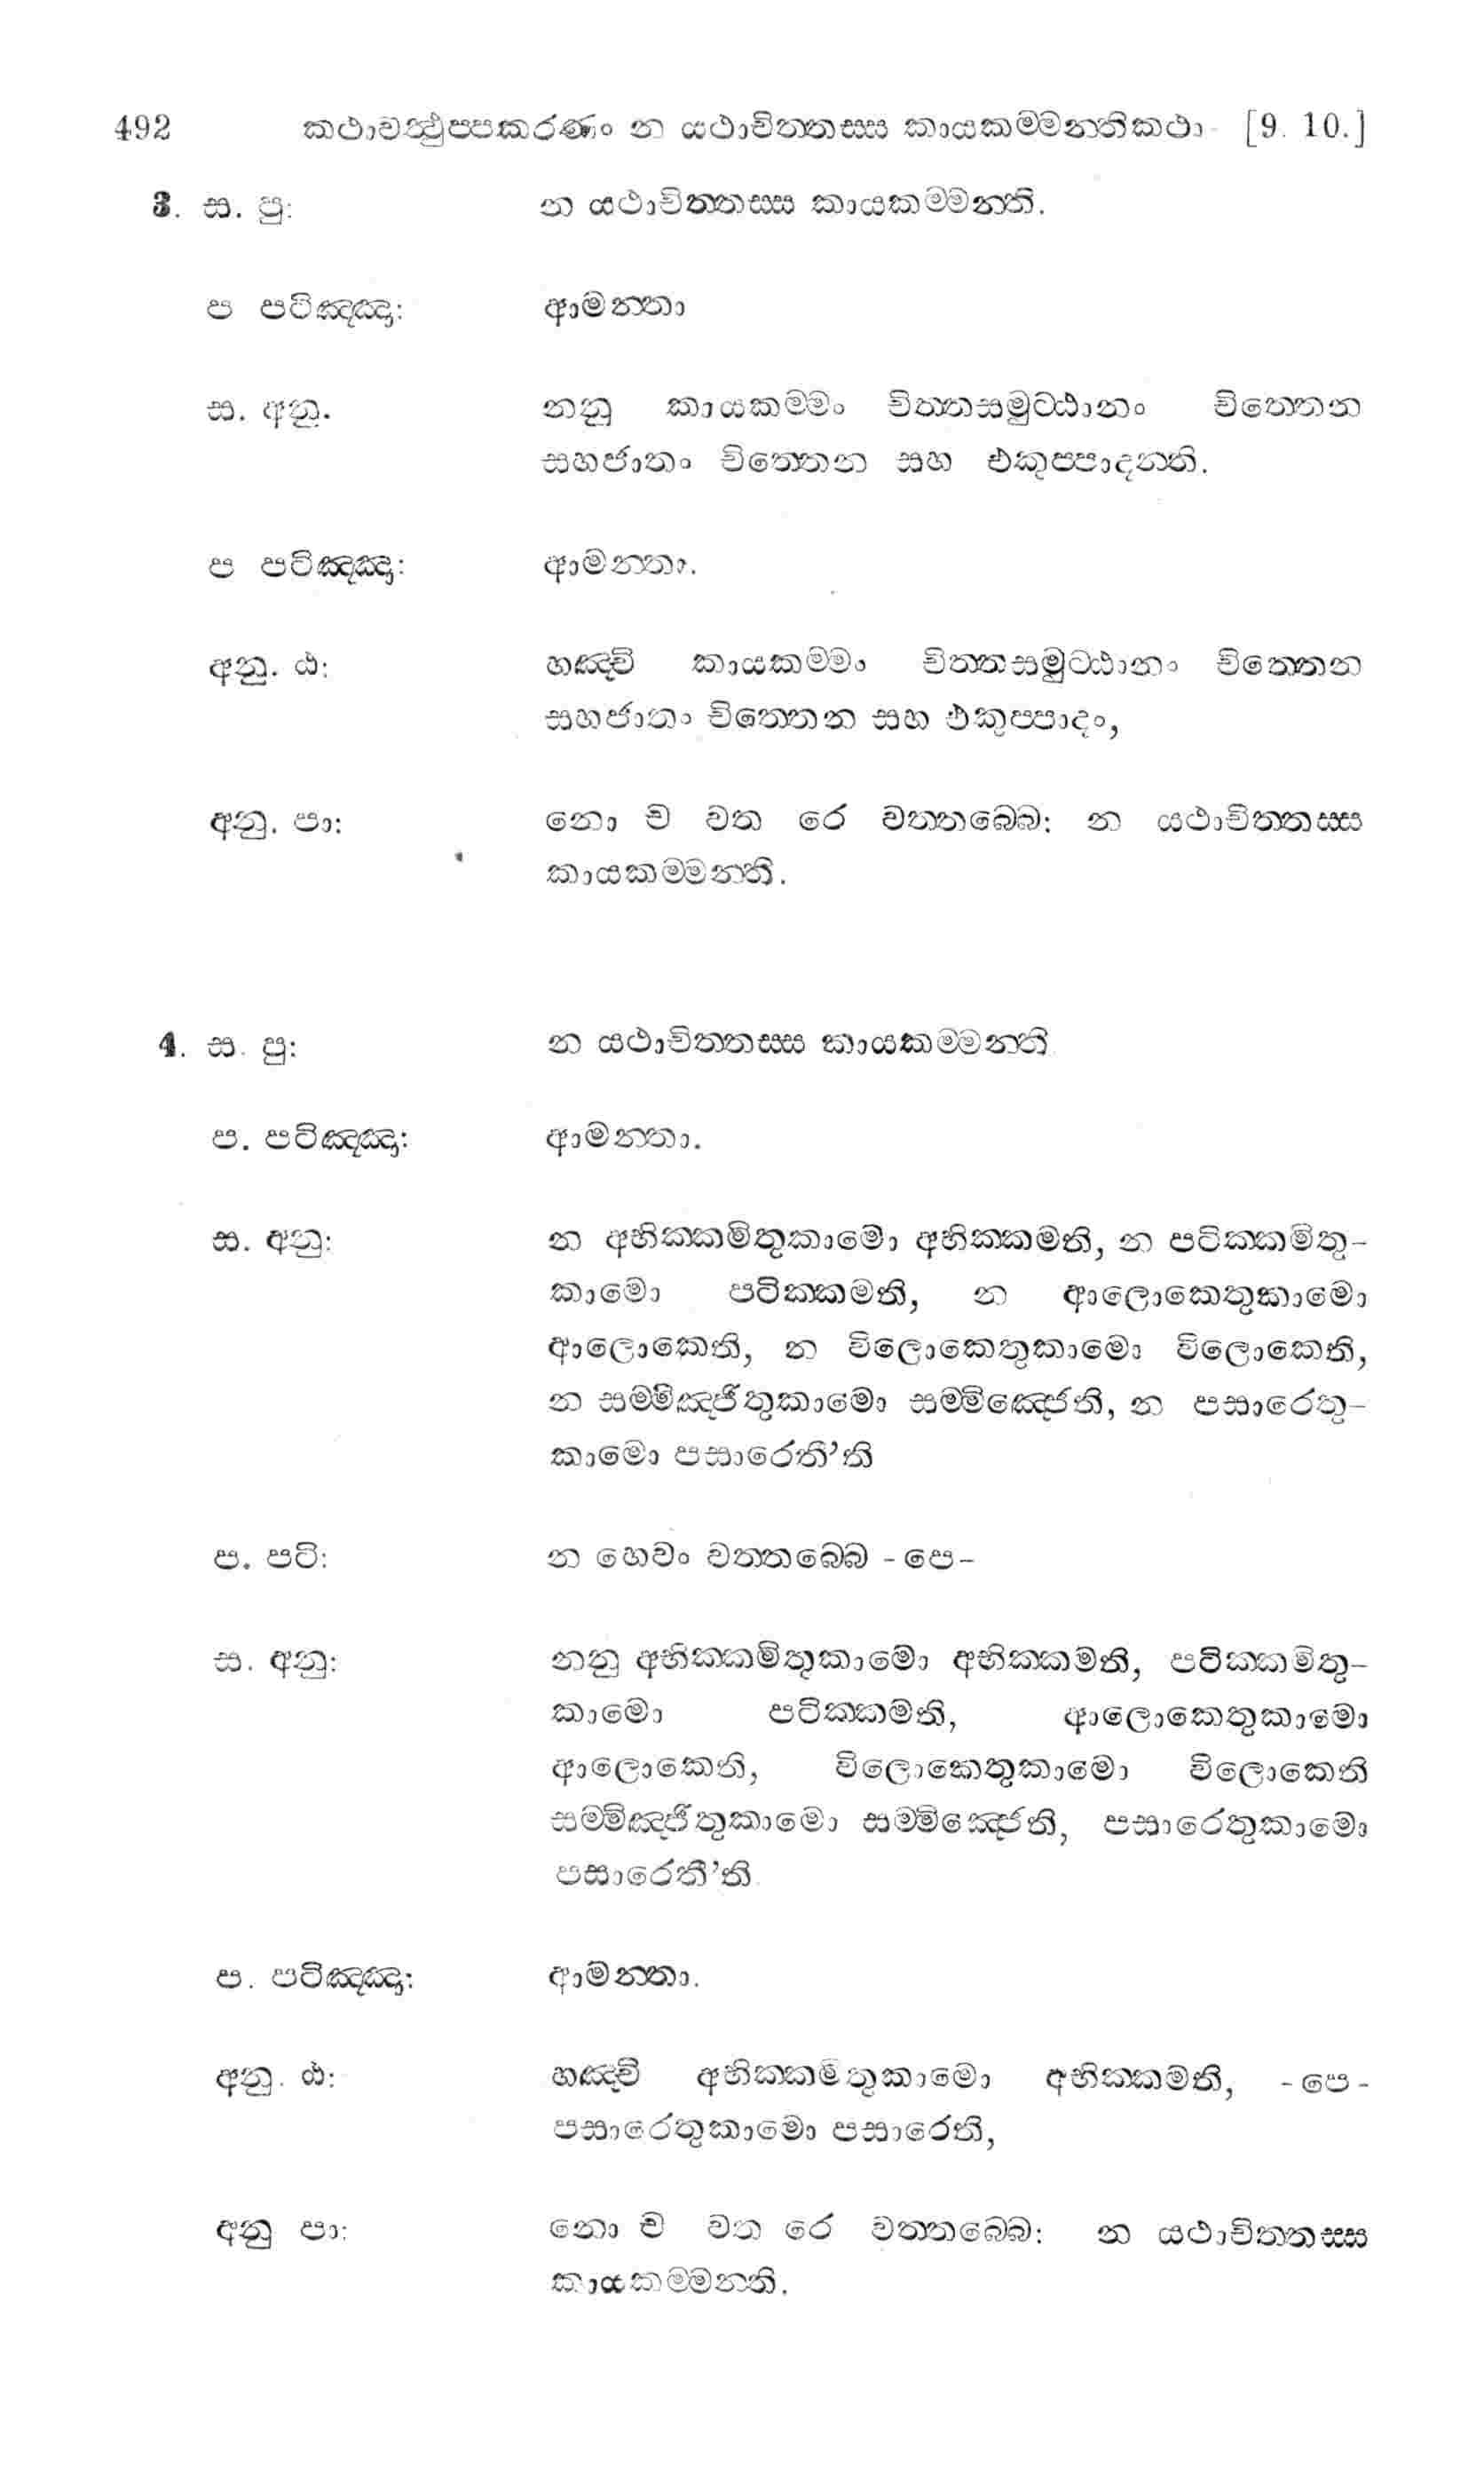 492 කථාවත්‍ථුප‍්පකරණං න යථාචිත‍්තස‍්ස කායකම‍්මන‍්තිකථා [9. 10.]
3. ස. පු: න යථාචිත‍්තස‍්ස කායකම‍්මන‍්ති.
ප පටිඤ‍්ඤා: ආමන‍්තා
ස. අනු. නනු කායකම‍්මං චිත‍්තසමුට‍්ඨානං චිත‍්තෙන
සහජාතං චිත‍්තෙන සහ එකුප‍්පාදන‍්ති.
ප පටිඤ‍්ඤා: ආමන‍්තා.
අනු. ඨ: හඤ‍්චි කායකම‍්මං චිත‍්තසමුට‍්ඨානං චිත‍්තෙන
සහජාතං චිත‍්තෙන සහ එකුප‍්පාදං,
අනු. පා: නො ච වත රෙ වත‍්තබ‍්බෙ: න යථාචිත‍්තස‍්ස
කායකම‍්මන‍්ති.
4. ස. පු: න යථාචිත‍්තස‍්ස කායකම‍්මන‍්ති
ප. පටිඤ‍්ඤා: ආමන‍්තා.
ස. අනු: න අභික‍්කමිතුකාමො අභික‍්කමති, න පටික‍්කමිතු-
කාමො පටික‍්කමති, න ආලොකෙතුකාමො
ආලොකෙති, න විලොකෙතුකාමො විලොකෙති,
න සම‍්මිඤ‍්ජිතුකාමො සම‍්මිඤ‍්ජෙති, න පසාරෙතු-
කාමො පසාරෙතී’ති
ප. පටි: න හෙවං වත‍්තබ‍්බෙ - පෙ -
ස. අනු: නනු අභික‍්කමිතුකාමො අභික‍්කමති, පටික‍්කමිතු-
කාමො පටික‍්කමති, ආලොකෙතුකාමො
ආලොකෙති, විලොකෙතුකාමො විලොකෙති
සම‍්මිඤ‍්ජිතුකාමො සම‍්මිඤ‍්ජෙති, පසාරෙතුකාමො
පසාරෙතී’ති
ප. පටිඤ‍්ඤා: ආමන‍්තා.
අනු. ඨ: හඤ‍්චි අභික‍්කමිතුකාමො අභික‍්කමති, - පෙ -
පසාරෙතුකාමො පසාරෙති,
අනු පා: නො ච වත රෙ වත‍්තබ‍්බෙ: න යථාචිත‍්තස‍්ස
කායකම‍්මන‍්ති.